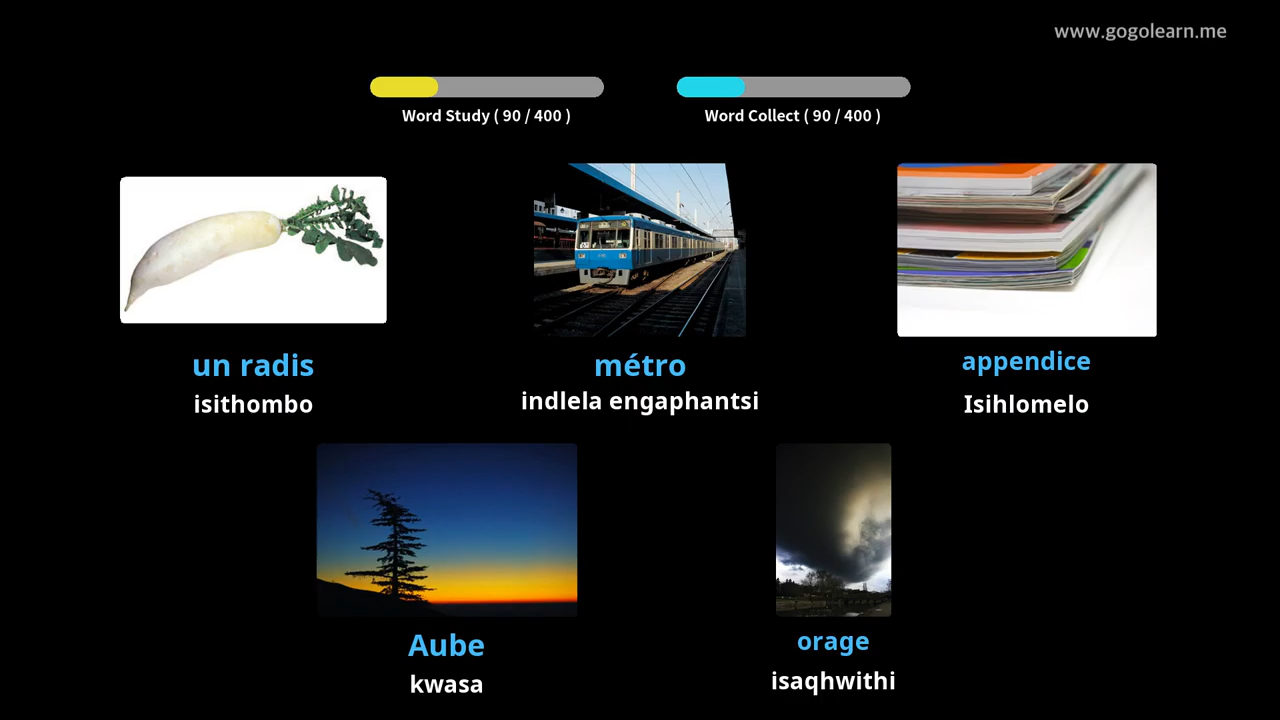 www.gogolearn.me
Word Study ( 90 / 400 )
Word Collect ( 90 / 400 )
un radis
isithombo
métro
indlela engaphantsi
appendice
Isihlomelo
Aube
kwasa
orage
isaqhwithi